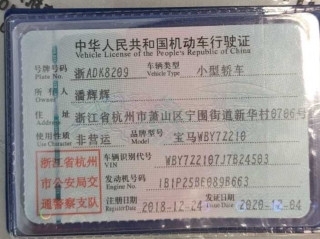 中华人民共和国机动车行驶证
Vehicle License of the People's Republic of China
号牌号码 浙ADK8209 车辆类型 小型轿车
Plate No. Vehicle Type
所有人 潘辉辉
Owner
住址 浙江省杭州市萧山区宁围街道新华村0706号
Address
使用性质 非营运 品牌型号 宝马WBY7Z210
Use Character Model
浙江省杭州
市公安局交
通警察支队
车辆识别代号 WBY7Z2107J7B24503
VIN
发动机号码
Engine No.
注册日期 2018-12-24 发证日期 2020-12-04
Register Date Issue Date